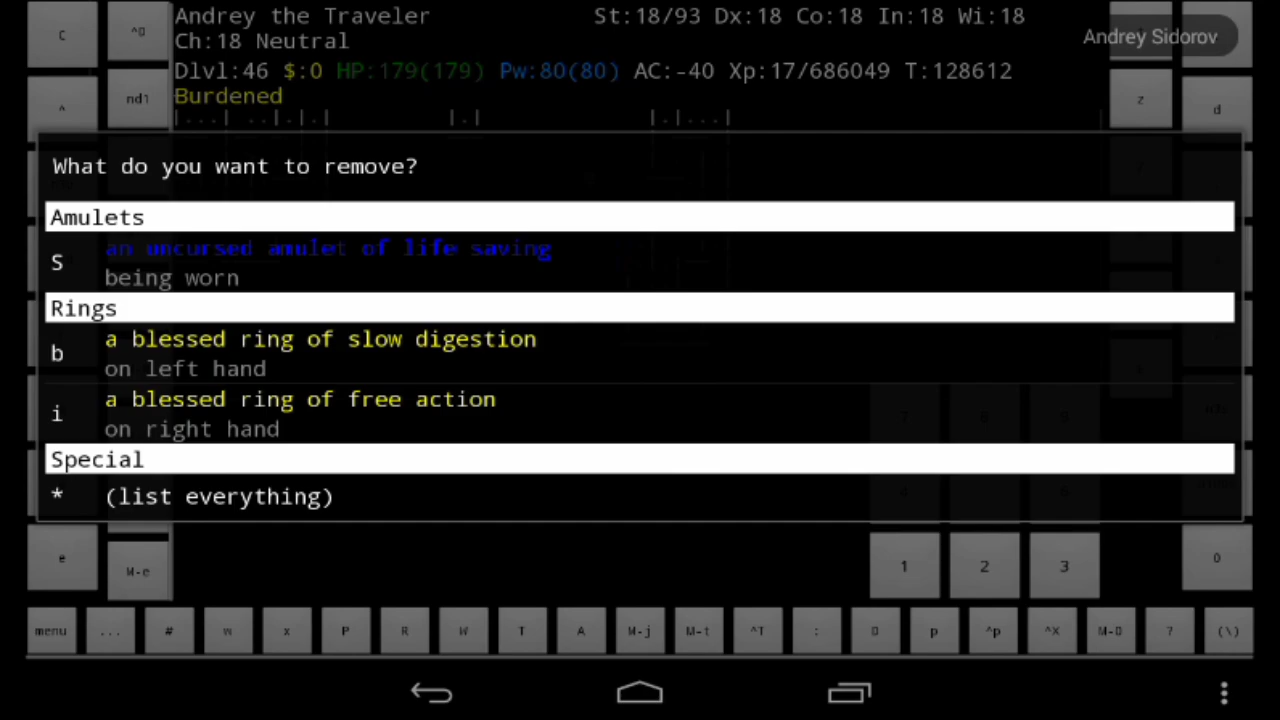 Andrey the Traveler St:18/93 Dx:18 Co:18 In:18 Wi:18
Ch:18 Neutral
Andrey Sidorov
Dlvl:46 $:0 HP:179(179) Pw:80(80) AC:-40 Xp:17/686049 T:128612
Burdened
C
^
nd1
z
d
What do you want to remove?
Amulets
S an uncursed amulet of life saving
being worn
Rings
b a blessed ring of slow digestion
on left hand
i a blessed ring of free action
on right hand
Special
* (list everything)
e M-e 1 2 3
menu ... # w x P R W T A M-j M-t ^T : D p ^p ^X M-O ? (\)